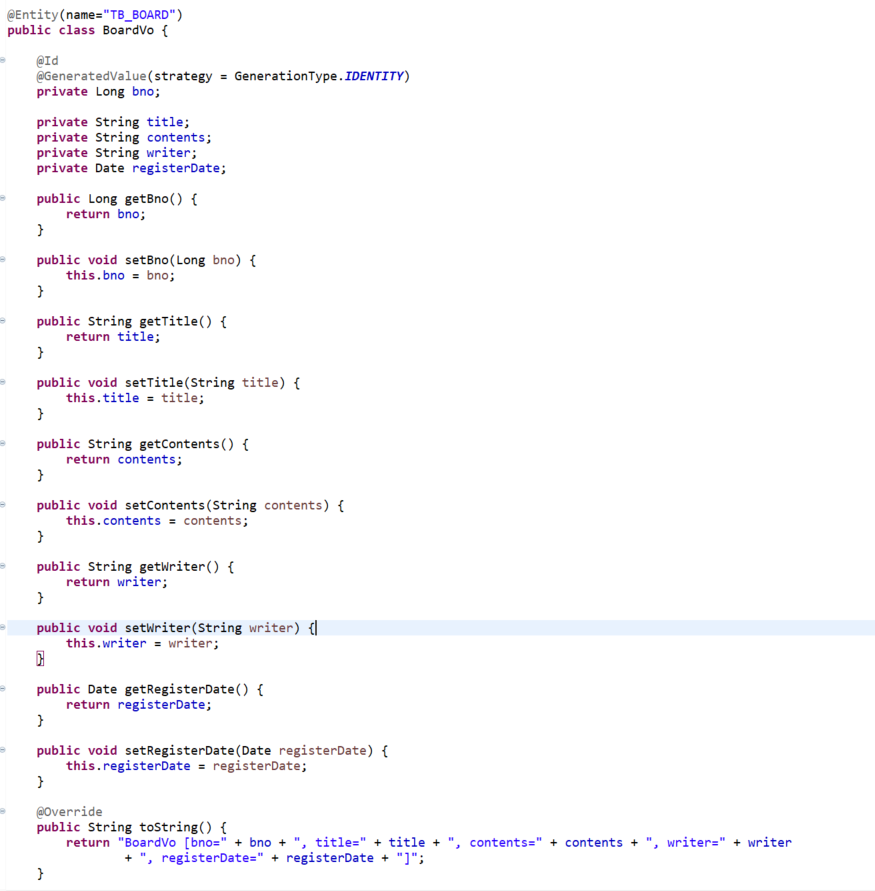 @Entity(name="TB_BOARD")
public class BoardVo {

    @Id
    @GeneratedValue(strategy = GenerationType.IDENTITY)
    private Long bno;

    private String title;
    private String contents;
    private String writer;
    private Date registerDate;

    public Long getBno() {
        return bno;
    }

    public void setBno(Long bno) {
        this.bno = bno;
    }

    public String getTitle() {
        return title;
    }

    public void setTitle(String title) {
        this.title = title;
    }

    public String getContents() {
        return contents;
    }

    public void setContents(String contents) {
        this.contents = contents;
    }

    public String getWriter() {
        return writer;
    }

    public void setWriter(String writer) {
        this.writer = writer;
    }

    public Date getRegisterDate() {
        return registerDate;
    }

    public void setRegisterDate(Date registerDate) {
        this.registerDate = registerDate;
    }

    @Override
    public String toString() {
        return "BoardVo [bno=" + bno + ", title=" + title + ", contents=" + contents + ", writer=" + writer
                + ", registerDate=" + registerDate + "]";
    }